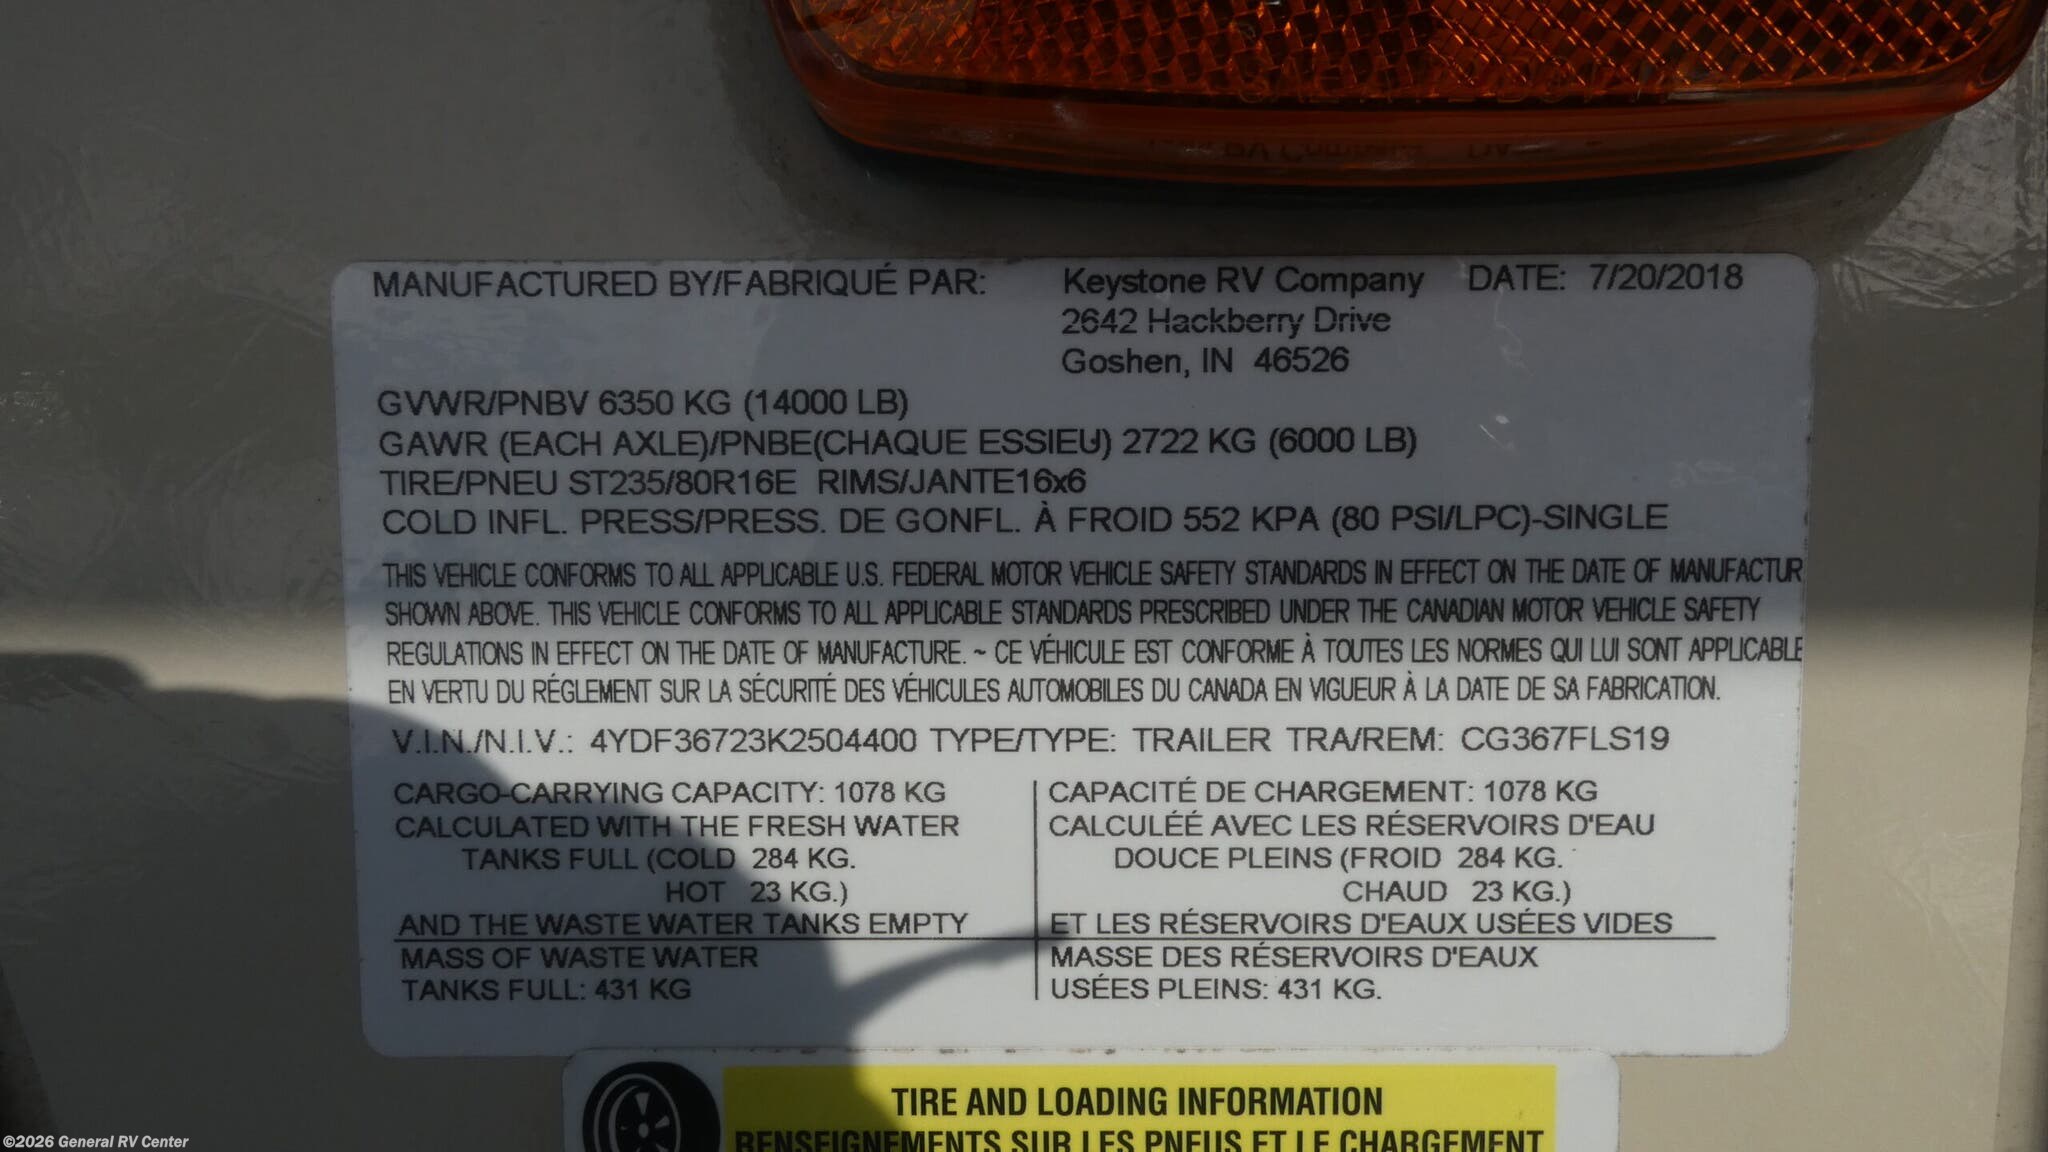 MANUFACTURED BY/FABRIQUÉ PAR: Keystone RV Company DATE: 7/20/2018
2642 Hackberry Drive
Goshen, IN 46526
GVWR/PNBV 6350 KG (14000 LB)
GAWR (EACH AXLE)/PNBE(CHAQUE ESSIEU) 2722 KG (6000 LB)
TIRE/PNEU ST235/80R16E RIMS/JANTE16x6
COLD INFL. PRESS/PRESS. DE GONFL. À FROID 552 KPA (80 PSI/LPC)-SINGLE
THIS VEHICLE CONFORMS TO ALL APPLICABLE U.S. FEDERAL MOTOR VEHICLE SAFETY STANDARDS IN EFFECT ON THE DATE OF MANUFACTUR
SHOWN ABOVE. THIS VEHICLE CONFORMS TO ALL APPLICABLE STANDARDS PRESCRIBED UNDER THE CANADIAN MOTOR VEHICLE SAFETY
REGULATIONS IN EFFECT ON THE DATE OF MANUFACTURE. ~ CE VÉHICULE EST CONFORME À TOUTES LES NORMES QUI LUI SONT APPLICABLE
EN VERTU DU RÉGLEMENT SUR LA SÉCURITÉ DES VÉHICULES AUTOMOBILES DU CANADA EN VIGUEUR À LA DATE DE SA FABRICATION.
V.I.N./N.I.V.: 4YDF36723K2504400 TYPE/TYPE: TRAILER TRA/REM: CG367FLS19
CARGO-CARRYING CAPACITY: 1078 KG
CALCULATED WITH THE FRESH WATER
TANKS FULL (COLD 284 KG.
HOT 23 KG.)
AND THE WASTE WATER TANKS EMPTY
MASS OF WASTE WATER
TANKS FULL: 431 KG
CAPACITÉ DE CHARGEMENT: 1078 KG
CALCULÉÉ AVEC LES RÉSERVOIRS D'EAU
DOUCE PLEINS (FROID 284 KG.
CHAUD 23 KG.)
ET LES RÉSERVOIRS D'EAUX USÉES VIDES
MASSE DES RÉSERVOIRS D'EAUX
USÉES PLEINS: 431 KG.
TIRE AND LOADING INFORMATION
RENSEIGNEMENTS SUR LES PNEUS ET LE CHARGEMENT
©2026 General RV Center